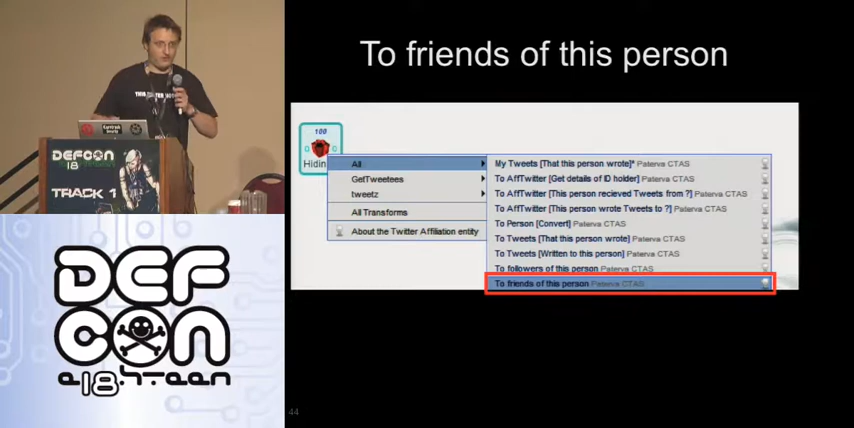 To friends of this person
100
0 0
Hidin
All
GetTweetees
tweetz
All Transforms
About the Twitter Affiliation entity
My Tweets [That this person wrote]* Paterva CTAS
To AffTwitter [Get details of ID holder] Paterva CTAS
To AffTwitter [This person recieved Tweets from ?] Paterva CTAS
To AffTwitter [This person wrote Tweets to ?] Paterva CTAS
To Person [Convert] Paterva CTAS
To Tweets [That this person wrote] Paterva CTAS
To Tweets [Written to this person] Paterva CTAS
To followers of this person Paterva CTAS
To friends of this person Paterva CTAS
DEFCON
18
TRACK 1
DEF
CON
e18hteen
44